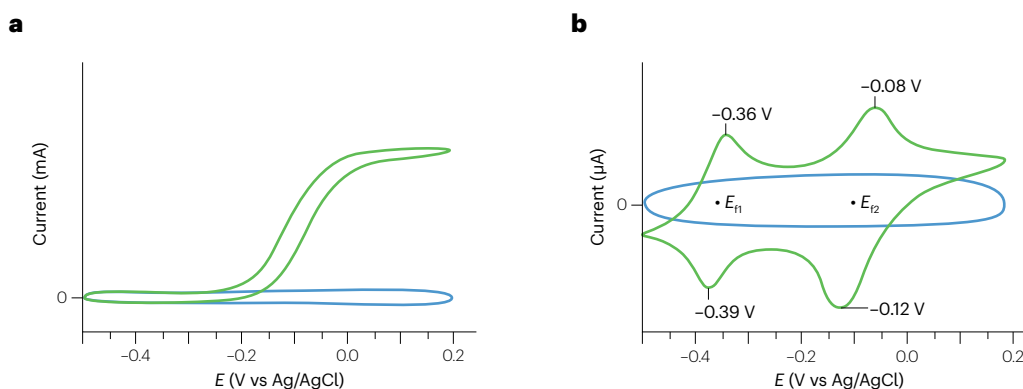 a
b
Current (mA)
0
−0.4
−0.2
0.0
0.2
E (V vs Ag/AgCl)
Current (µA)
0
−0.36 V
−0.08 V
Ef1
Ef2
−0.39 V
−0.12 V
−0.4
−0.2
0.0
0.2
E (V vs Ag/AgCl)